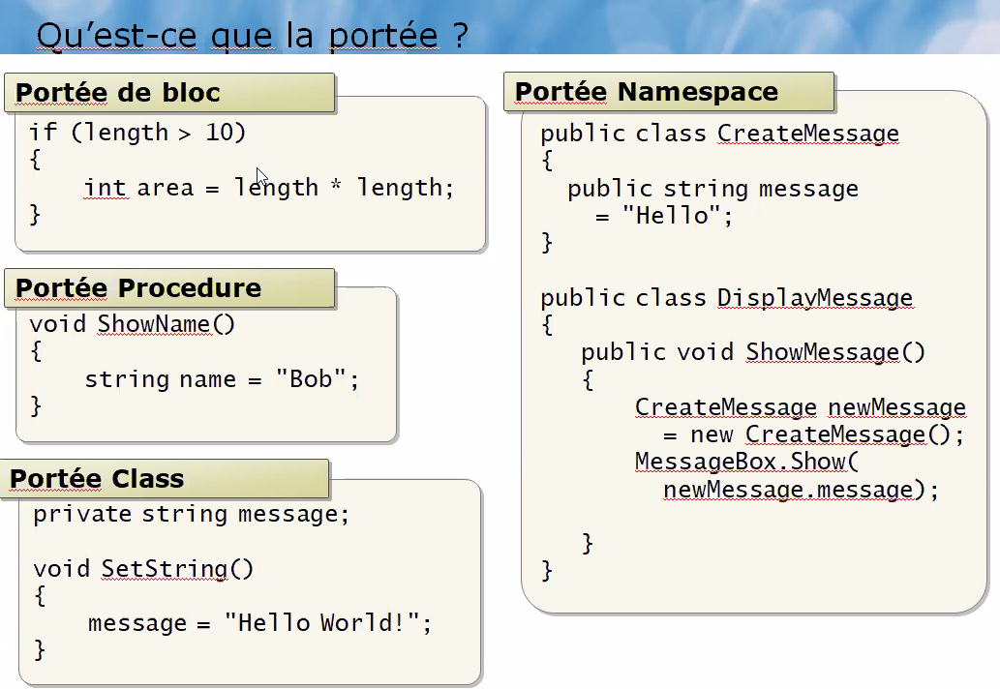 Qu'est-ce que la portée ?
Portée de bloc
if (length > 10)
{
    int area = length * length;
}
Portée Procedure
void ShowName()
{
    string name = "Bob";
}
Portée Class
private string message;

void SetString()
{
    message = "Hello World!";
}
Portée Namespace
public class CreateMessage
{
  public string message
    = "Hello";
}

public class DisplayMessage
{
   public void ShowMessage()
   {
       CreateMessage newMessage
         = new CreateMessage();
       MessageBox.Show(
         newMessage.message);

   }
}